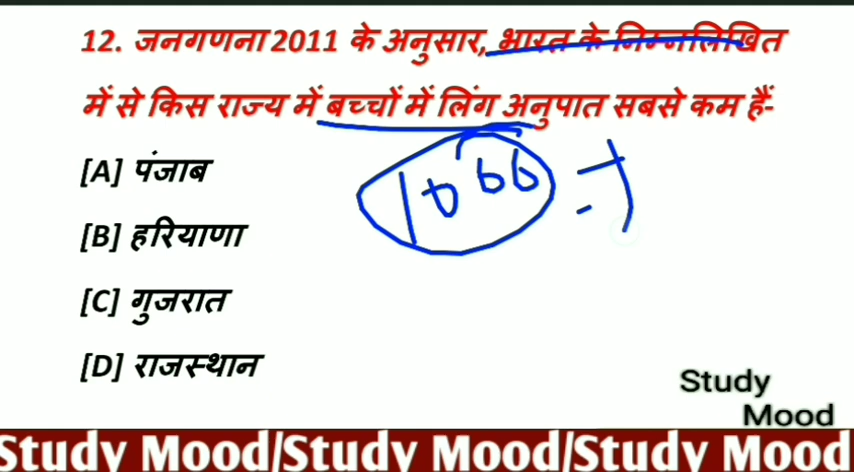 12. जनगणना 2011 के अनुसार, भारत के निम्नलिखित
में से किस राज्य में बच्चों में लिंग अनुपात सबसे कम हैं-
[A] पंजाब
[B] हरियाणा
[C] गुजरात
[D] राजस्थान
Study
Mood
Study Mood/Study Mood/Study Mood